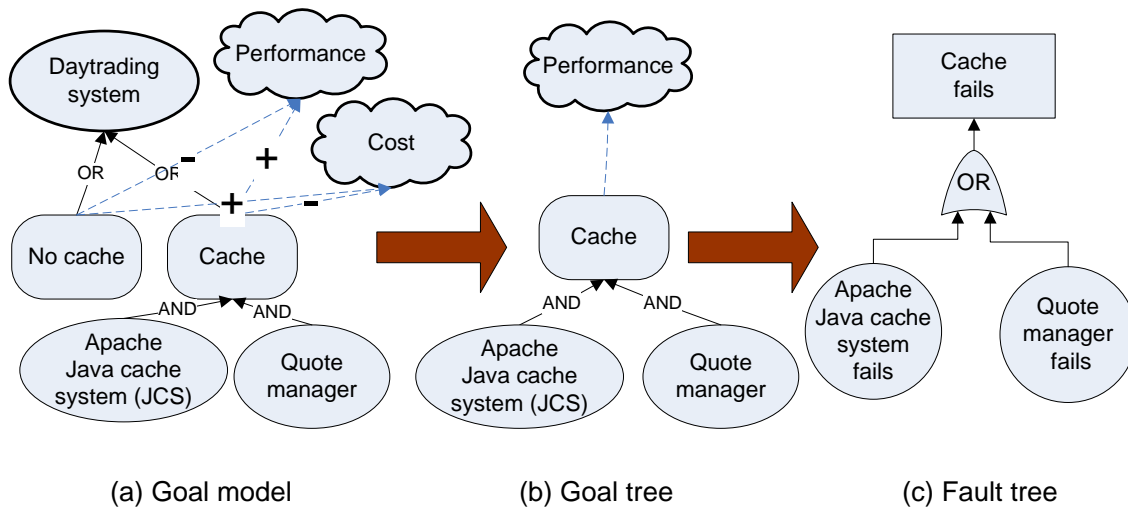 Daytrading
system
Performance
Cost
-
+
OR
OR
+
-
No cache
Cache
AND
AND
Apache
Java cache
system (JCS)
Quote
manager
(a) Goal model
Performance
Cache
AND
AND
Apache
Java cache
system (JCS)
Quote
manager
(b) Goal tree
Cache
fails
OR
Apache
Java cache
system
fails
Quote
manager
fails
(c) Fault tree